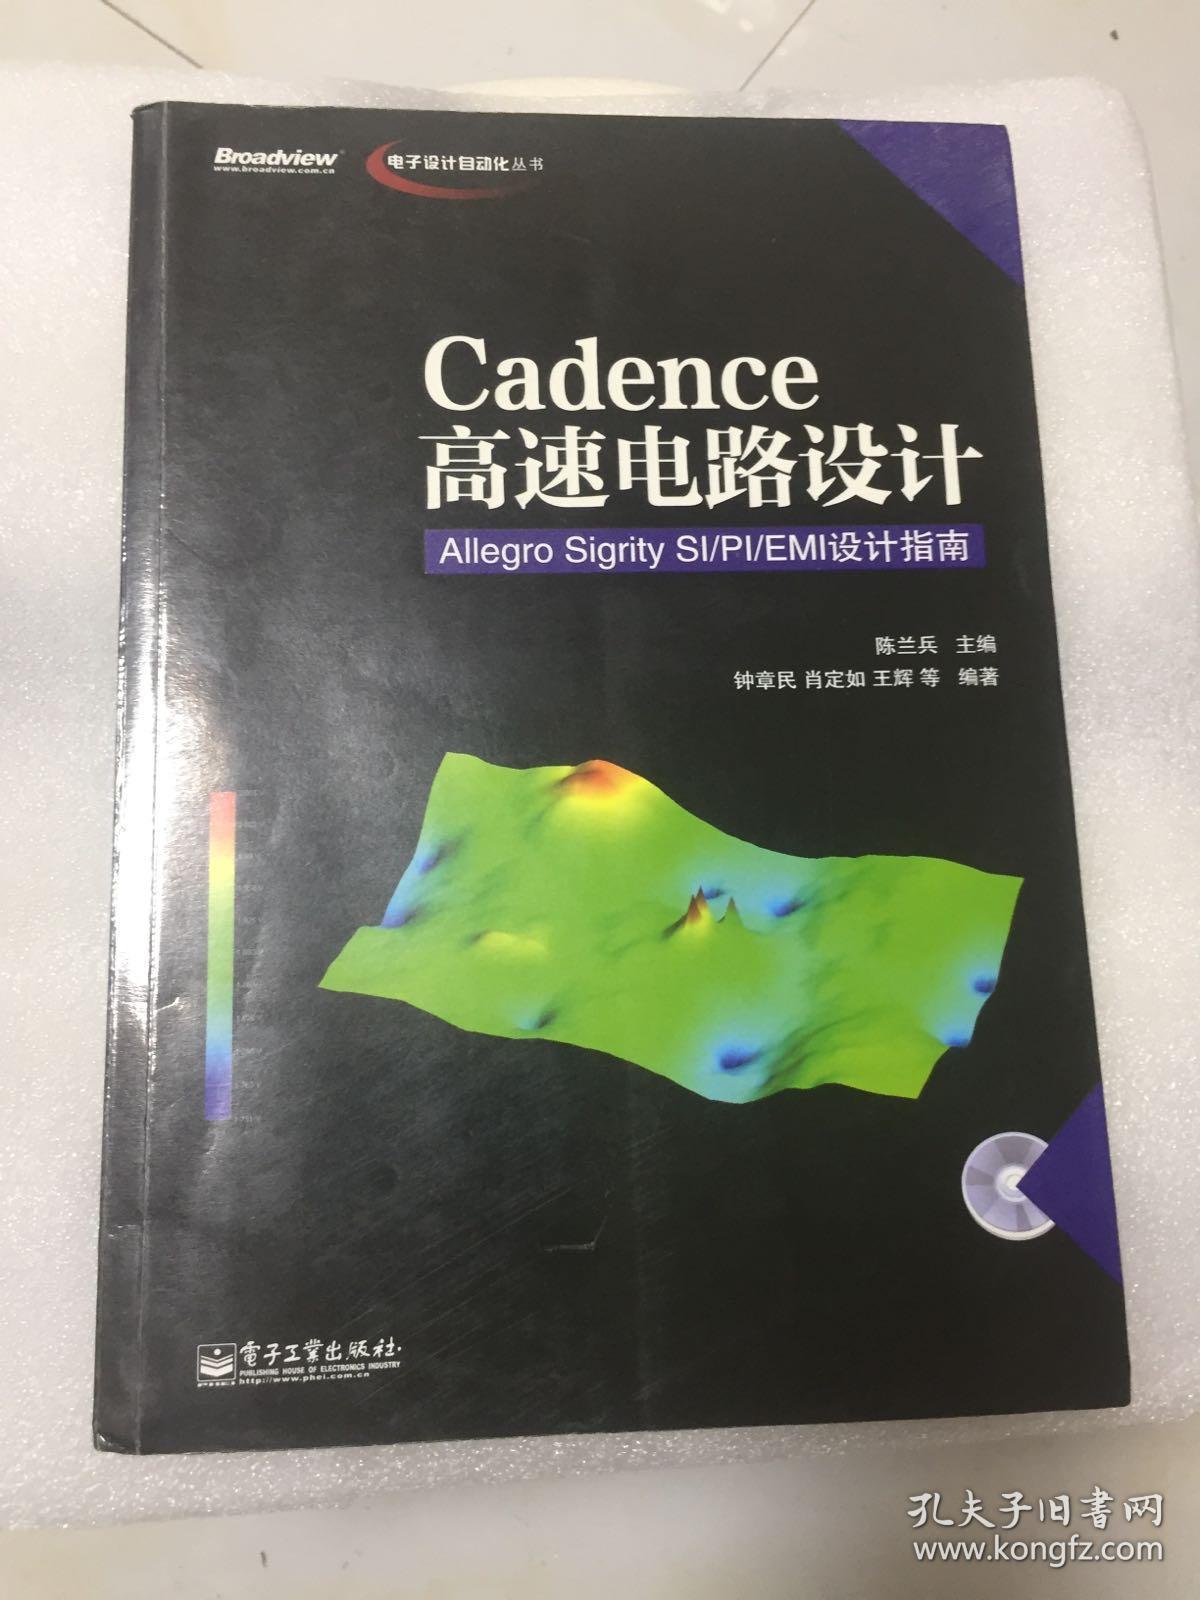 Broadview
www.broadview.com.cn
电子设计自动化丛书
Cadence
高速电路设计
Allegro Sigrity SI/PI/EMI设计指南
陈兰兵 主编
钟章民 肖定如 王辉 等 编著
電子工業出版社
PUBLISHING HOUSE OF ELECTRONICS INDUSTRY
http://www.phei.com.cn
孔夫子旧书网
www.kongfz.com